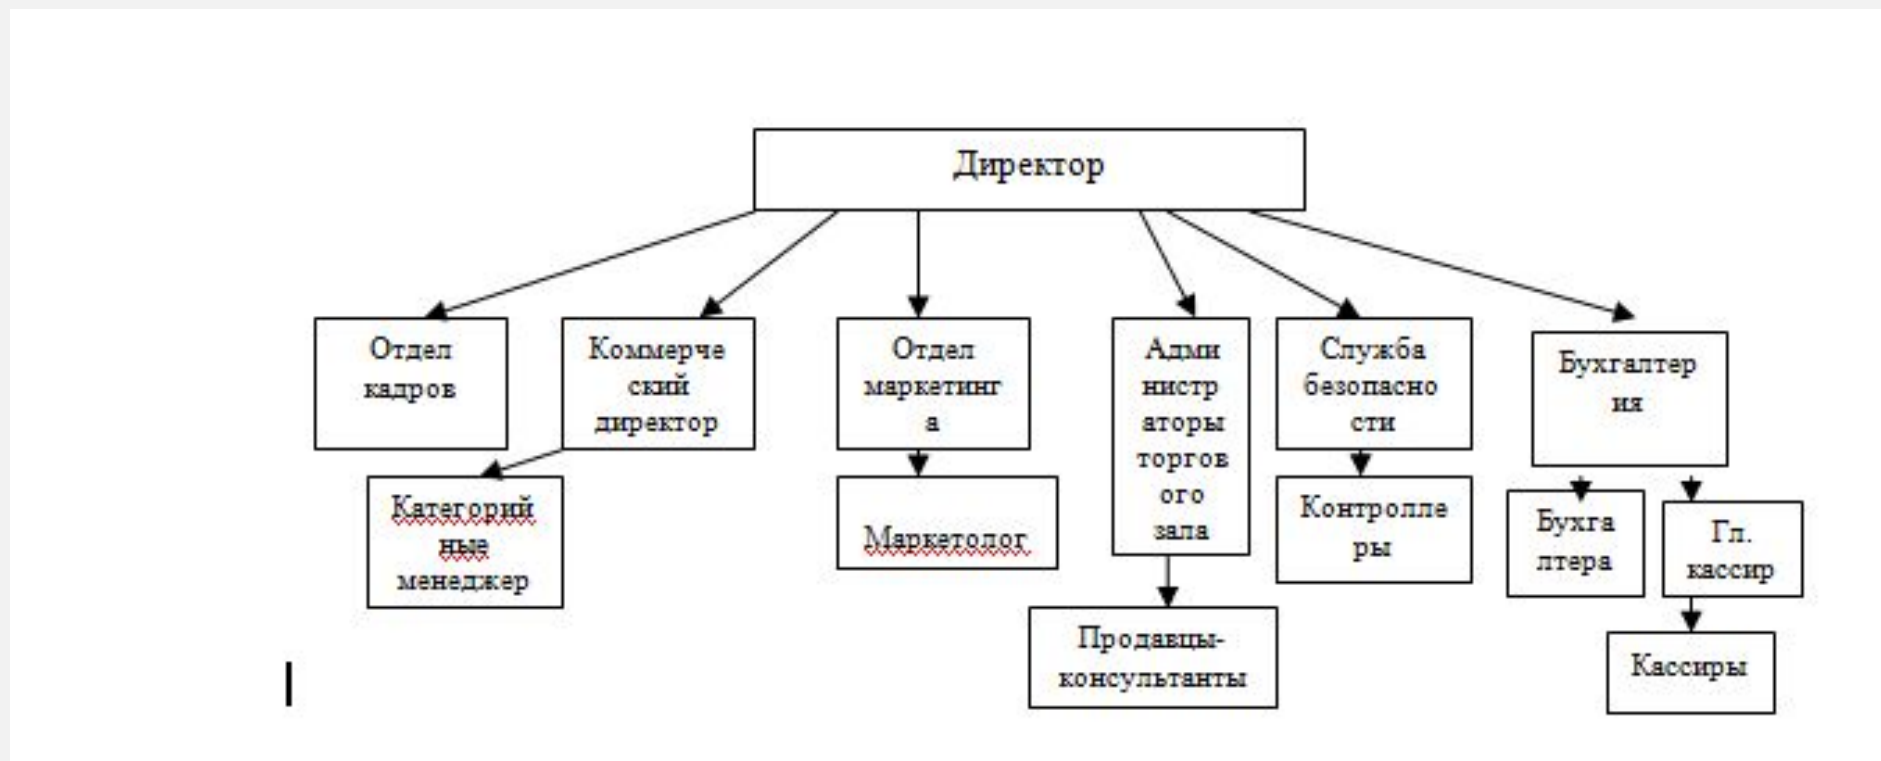 Директор
Отдел
кадров
Коммерче
ский
директор
Отдел
маркетинг
а
Адми
нистр
аторы
торгов
ого
зала
Служба
безопасно
сти
Бухгалтер
ия
Категорий
ные
менеджер
Маркетолог
Контролле
ры
Бухга
лтера
Гл.
кассир
Продавцы-
консультанты
Кассиры